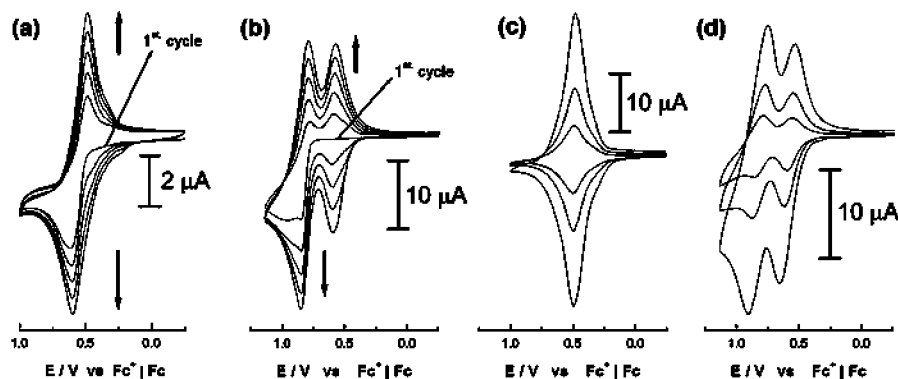 (a) (b) (c) (d)
1st cycle
1st cycle
2 μA
10 μA
10 μA
10 μA
1.0 0.5 0.0
1.0 0.5 0.0
1.0 0.5 0.0
1.0 0.5 0.0
E / V vs Fc+ | Fc
E / V vs Fc+ | Fc
E / V vs Fc+ | Fc
E / V vs Fc+ | Fc